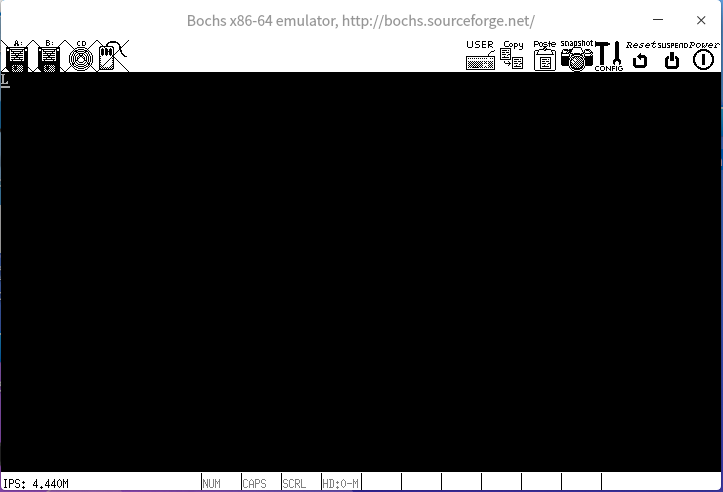 Bochs x86-64 emulator, http://bochs.sourceforge.net/
A: B: CD USER Copy Paste snapshot CONFIG Reset SUSPEND Power
L
IPS: 4.440M NUM CAPS SCRL HD:0-M